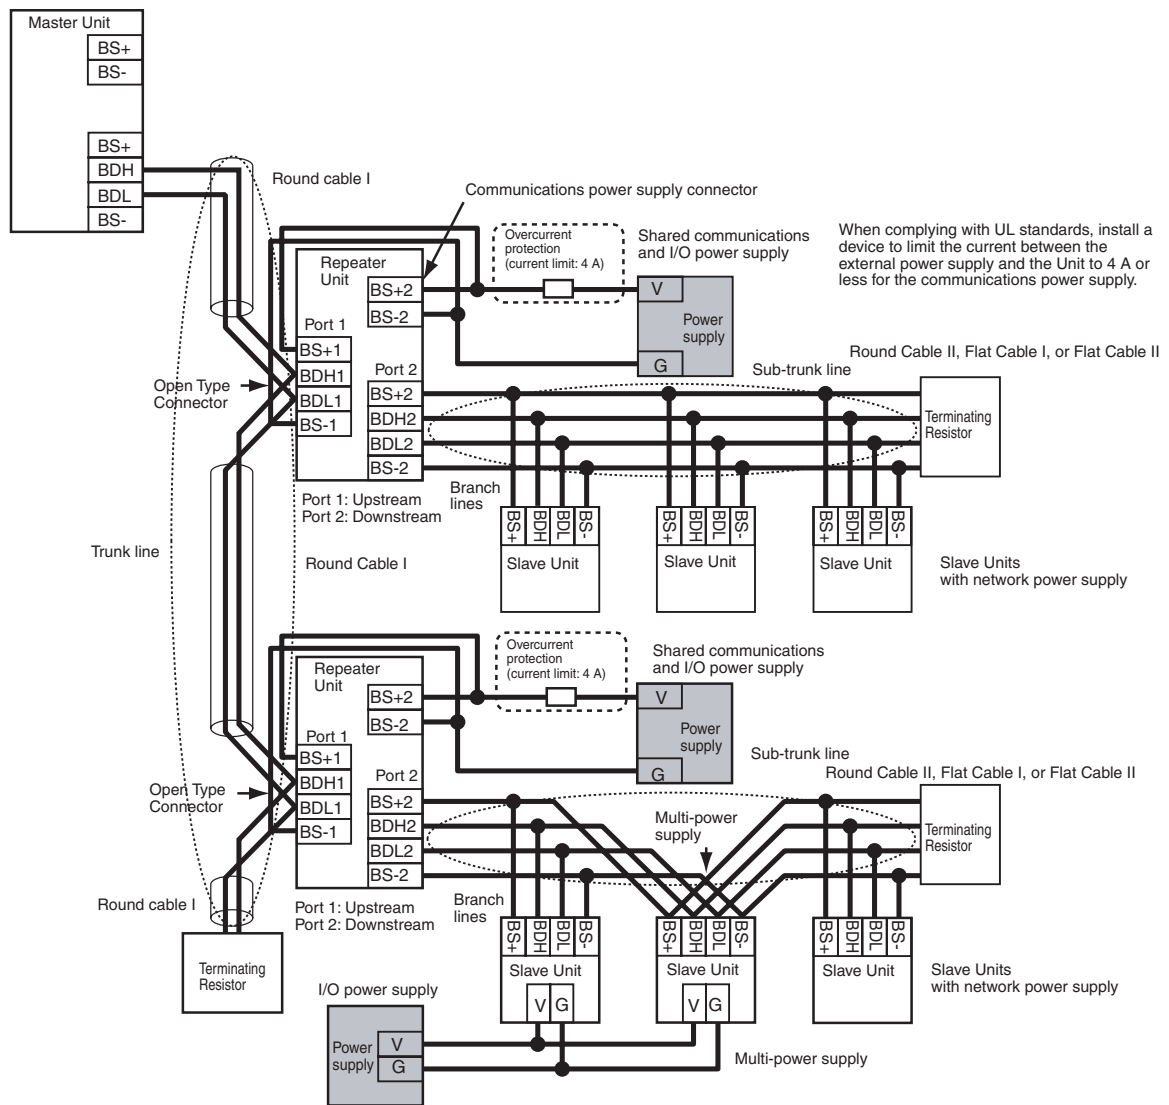 Master Unit
BS+
BS-
BS+
BDH
BDL
BS-
Round cable I
Communications power supply connector
Overcurrent
protection
(current limit: 4 A)
Shared communications
and I/O power supply
When complying with UL standards, install a
device to limit the current between the
external power supply and the Unit to 4 A or
less for the communications power supply.
Repeater
Unit
BS+2
BS-2
V
Power
supply
G
Port 1
BS+1
BDH1
BDL1
BS-1
Open Type
Connector
Port 2
BS+2
BDH2
BDL2
BS-2
Sub-trunk line
Round Cable II, Flat Cable I, or Flat Cable II
Terminating
Resistor
Port 1: Upstream
Port 2: Downstream
Branch
lines
BS+
BDH
BDL
BS-
Slave Unit
BS+
BDH
BDL
BS-
Slave Unit
BS+
BDH
BDL
BS-
Slave Unit
Slave Units
with network power supply
Trunk line
Round Cable I
Overcurrent
protection
(current limit: 4 A)
Shared communications
and I/O power supply
Repeater
Unit
BS+2
BS-2
V
Power
supply
G
Port 1
BS+1
BDH1
BDL1
BS-1
Open Type
Connector
Port 2
BS+2
BDH2
BDL2
BS-2
Sub-trunk line
Round Cable II, Flat Cable I, or Flat Cable II
Multi-power
supply
Terminating
Resistor
Round cable I
Port 1: Upstream
Port 2: Downstream
Branch
lines
BS+
BDH
BDL
BS-
Slave Unit
V
G
BS+
BDH
BDL
BS-
Slave Unit
V
G
BS+
BDH
BDL
BS-
Slave Unit
Slave Units
with network power supply
Terminating
Resistor
I/O power supply
Power
supply
V
G
Multi-power supply